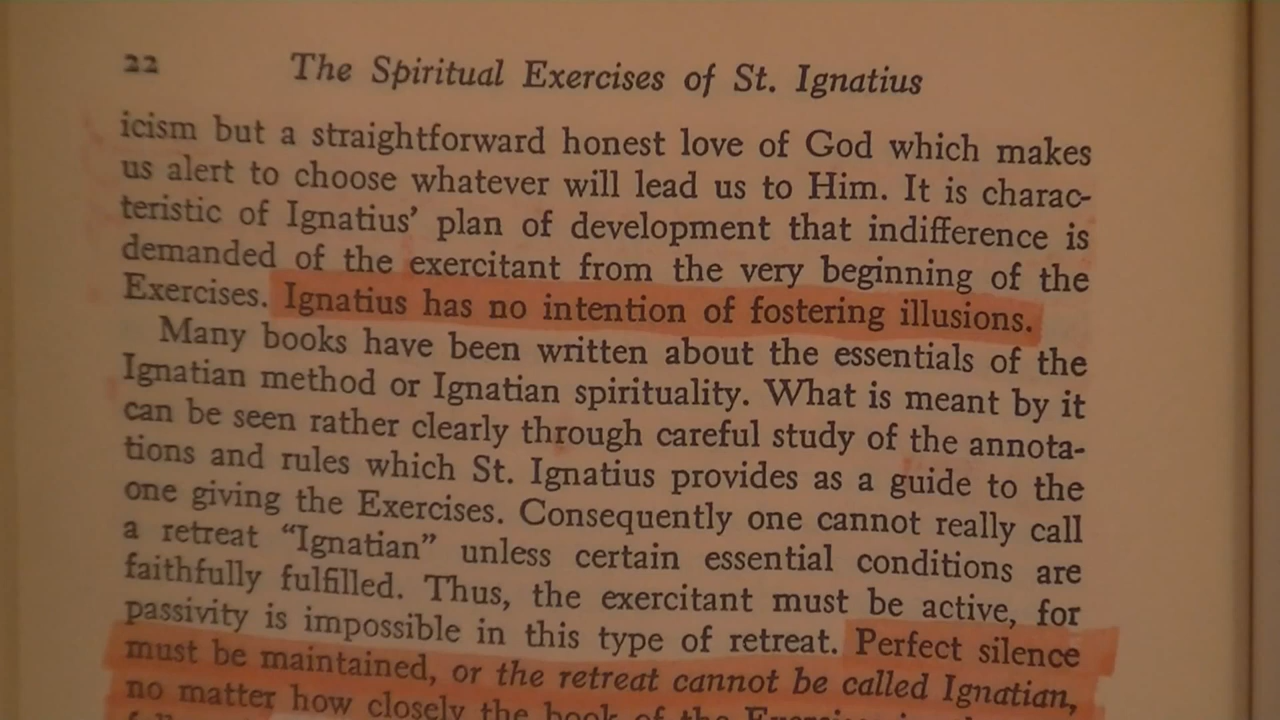 22 The Spiritual Exercises of St. Ignatius
icism but a straightforward honest love of God which makes
us alert to choose whatever will lead us to Him. It is charac-
teristic of Ignatius’ plan of development that indifference is
demanded of the exercitant from the very beginning of the
Exercises. Ignatius has no intention of fostering illusions.
Many books have been written about the essentials of the
Ignatian method or Ignatian spirituality. What is meant by it
can be seen rather clearly through careful study of the annota-
tions and rules which St. Ignatius provides as a guide to the
one giving the Exercises. Consequently one cannot really call
a retreat “Ignatian” unless certain essential conditions are
faithfully fulfilled. Thus, the exercitant must be active, for
passivity is impossible in this type of retreat. Perfect silence
must be maintained, or the retreat cannot be called Ignatian,
no matter how closely the book of the